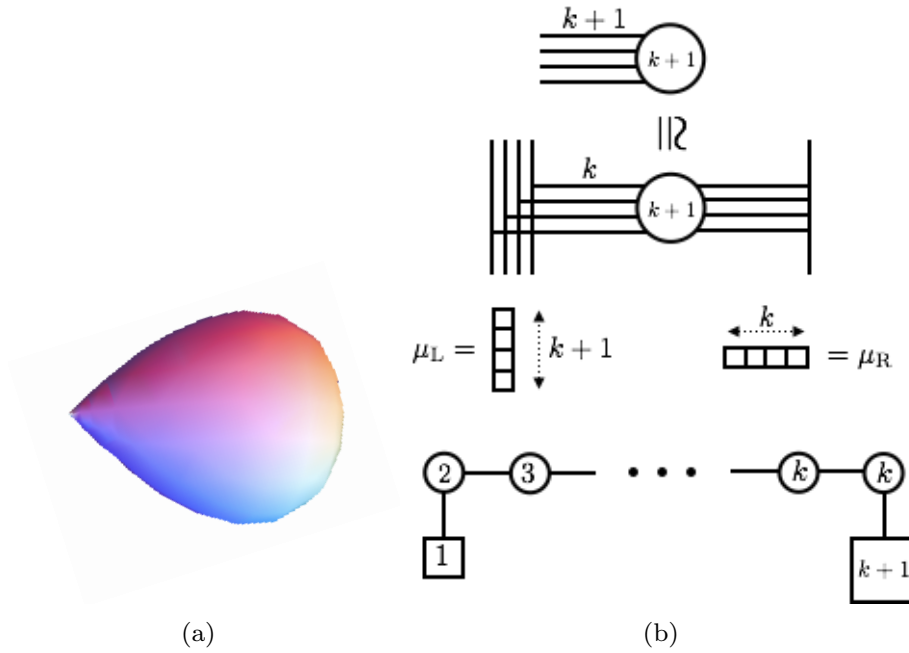 k + 1
k + 1
k
k + 1
μL = k + 1
k = μR
2 3 k k
1 k + 1
(a) (b)